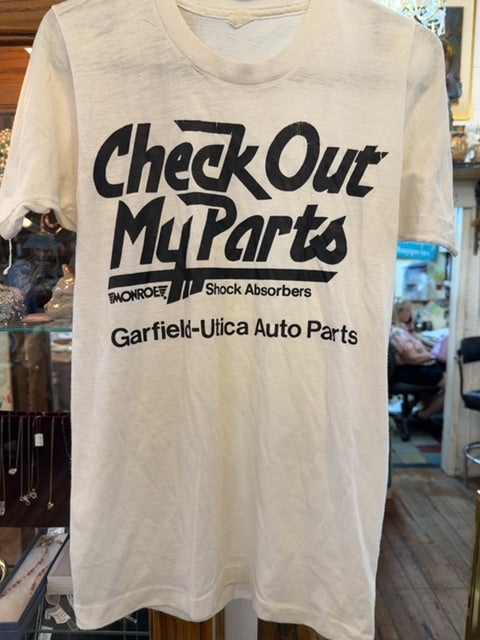 Check Out
My Parts
MONROE Shock Absorbers
Garfield-Utica Auto Parts